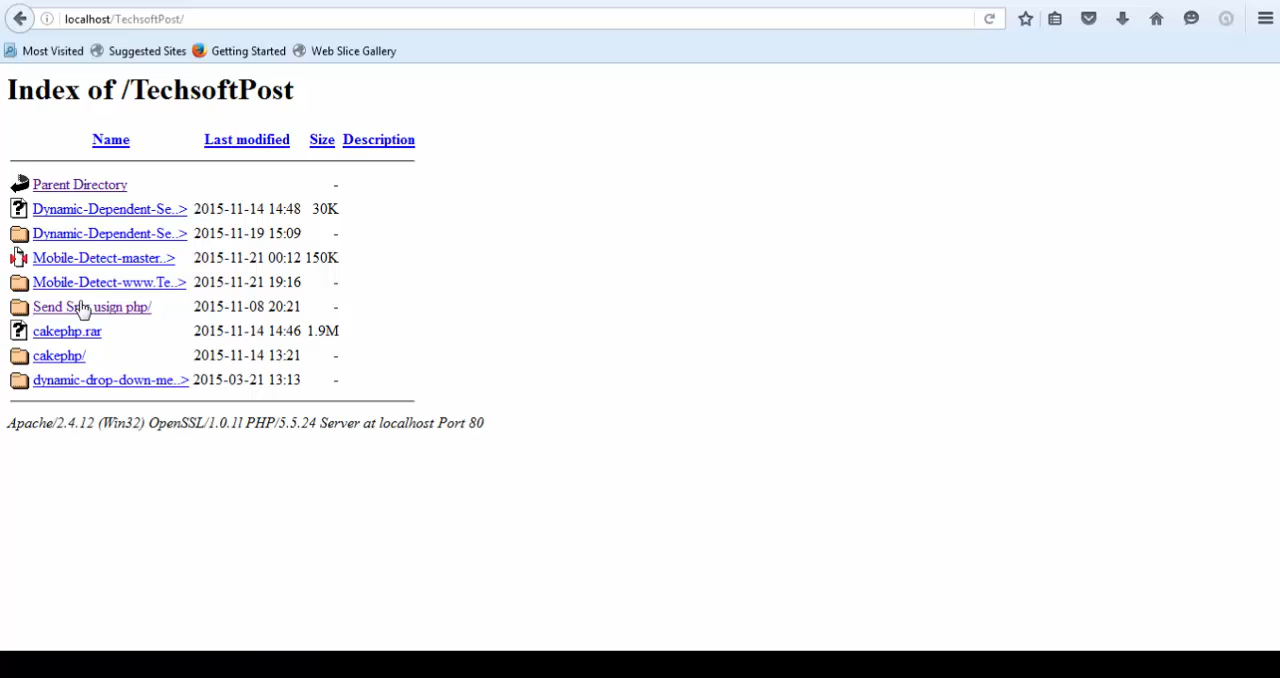 localhost/TechsoftPost/
Most Visited Suggested Sites Getting Started Web Slice Gallery
Index of /TechsoftPost
Name Last modified Size Description
Parent Directory -
Dynamic-Dependent-Se..> 2015-11-14 14:48 30K
Dynamic-Dependent-Se..> 2015-11-19 15:09 -
Mobile-Detect-master..> 2015-11-21 00:12 150K
Mobile-Detect-www.Te..> 2015-11-21 19:16 -
Send usign php/ 2015-11-08 20:21 -
cakephp.rar 2015-11-14 14:46 1.9M
cakephp/ 2015-11-14 13:21 -
dynamic-drop-down-me..> 2015-03-21 13:13 -
Apache/2.4.12 (Win32) OpenSSL/1.0.1l PHP/5.5.24 Server at localhost Port 80